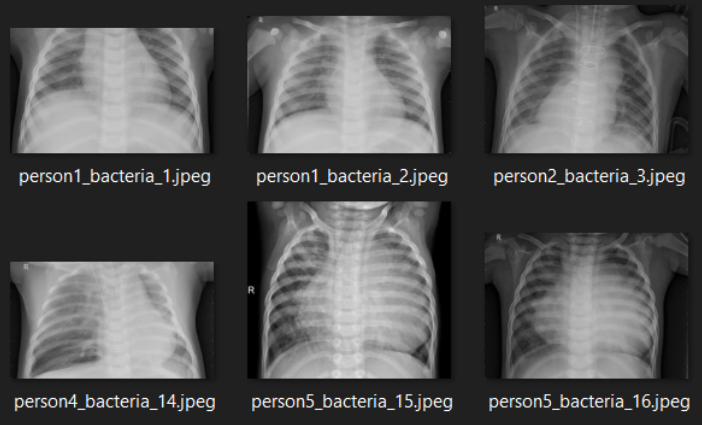 R
person1_bacteria_1.jpeg
person1_bacteria_2.jpeg
person2_bacteria_3.jpeg
R
R
R
person4_bacteria_14.jpeg
person5_bacteria_15.jpeg
person5_bacteria_16.jpeg